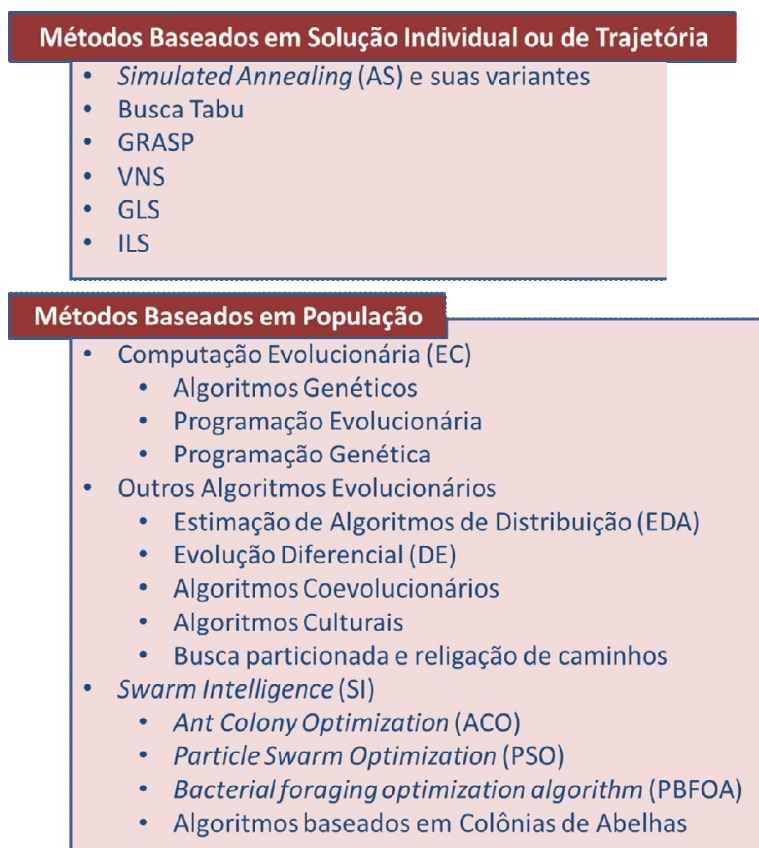 Métodos Baseados em Solução Individual ou de Trajetória
• Simulated Annealing (AS) e suas variantes
• Busca Tabu
• GRASP
• VNS
• GLS
• ILS
Métodos Baseados em População
• Computação Evolucionária (EC)
• Algoritmos Genéticos
• Programação Evolucionária
• Programação Genética
• Outros Algoritmos Evolucionários
• Estimação de Algoritmos de Distribuição (EDA)
• Evolução Diferencial (DE)
• Algoritmos Coevolucionários
• Algoritmos Culturais
• Busca particionada e religação de caminhos
• Swarm Intelligence (SI)
• Ant Colony Optimization (ACO)
• Particle Swarm Optimization (PSO)
• Bacterial foraging optimization algorithm (PBFOA)
• Algoritmos baseados em Colônias de Abelhas